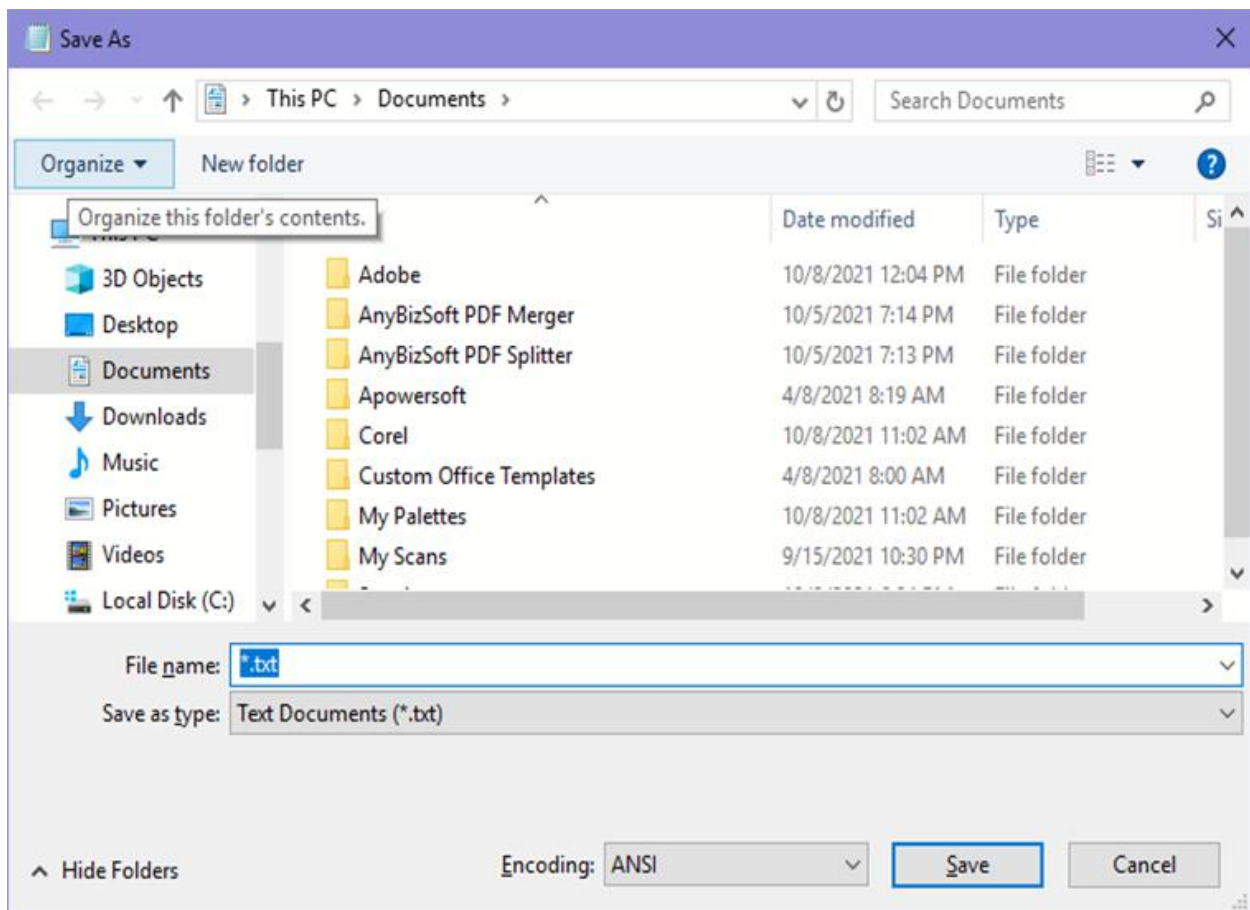 Save As
This PC > Documents >
Search Documents
Organize
New folder
?
Organize this folder's contents.
Date modified
Type
Si
3D Objects
Desktop
Documents
Downloads
Music
Pictures
Videos
Local Disk (C:)
Adobe 10/8/2021 12:04 PM File folder
AnyBizSoft PDF Merger 10/5/2021 7:14 PM File folder
AnyBizSoft PDF Splitter 10/5/2021 7:13 PM File folder
Apowersoft 4/8/2021 8:19 AM File folder
Corel 10/8/2021 11:02 AM File folder
Custom Office Templates 4/8/2021 8:00 AM File folder
My Palettes 10/8/2021 11:02 AM File folder
My Scans 9/15/2021 10:30 PM File folder
File name: *.txt
Save as type: Text Documents (*.txt)
Hide Folders
Encoding: ANSI
Save
Cancel